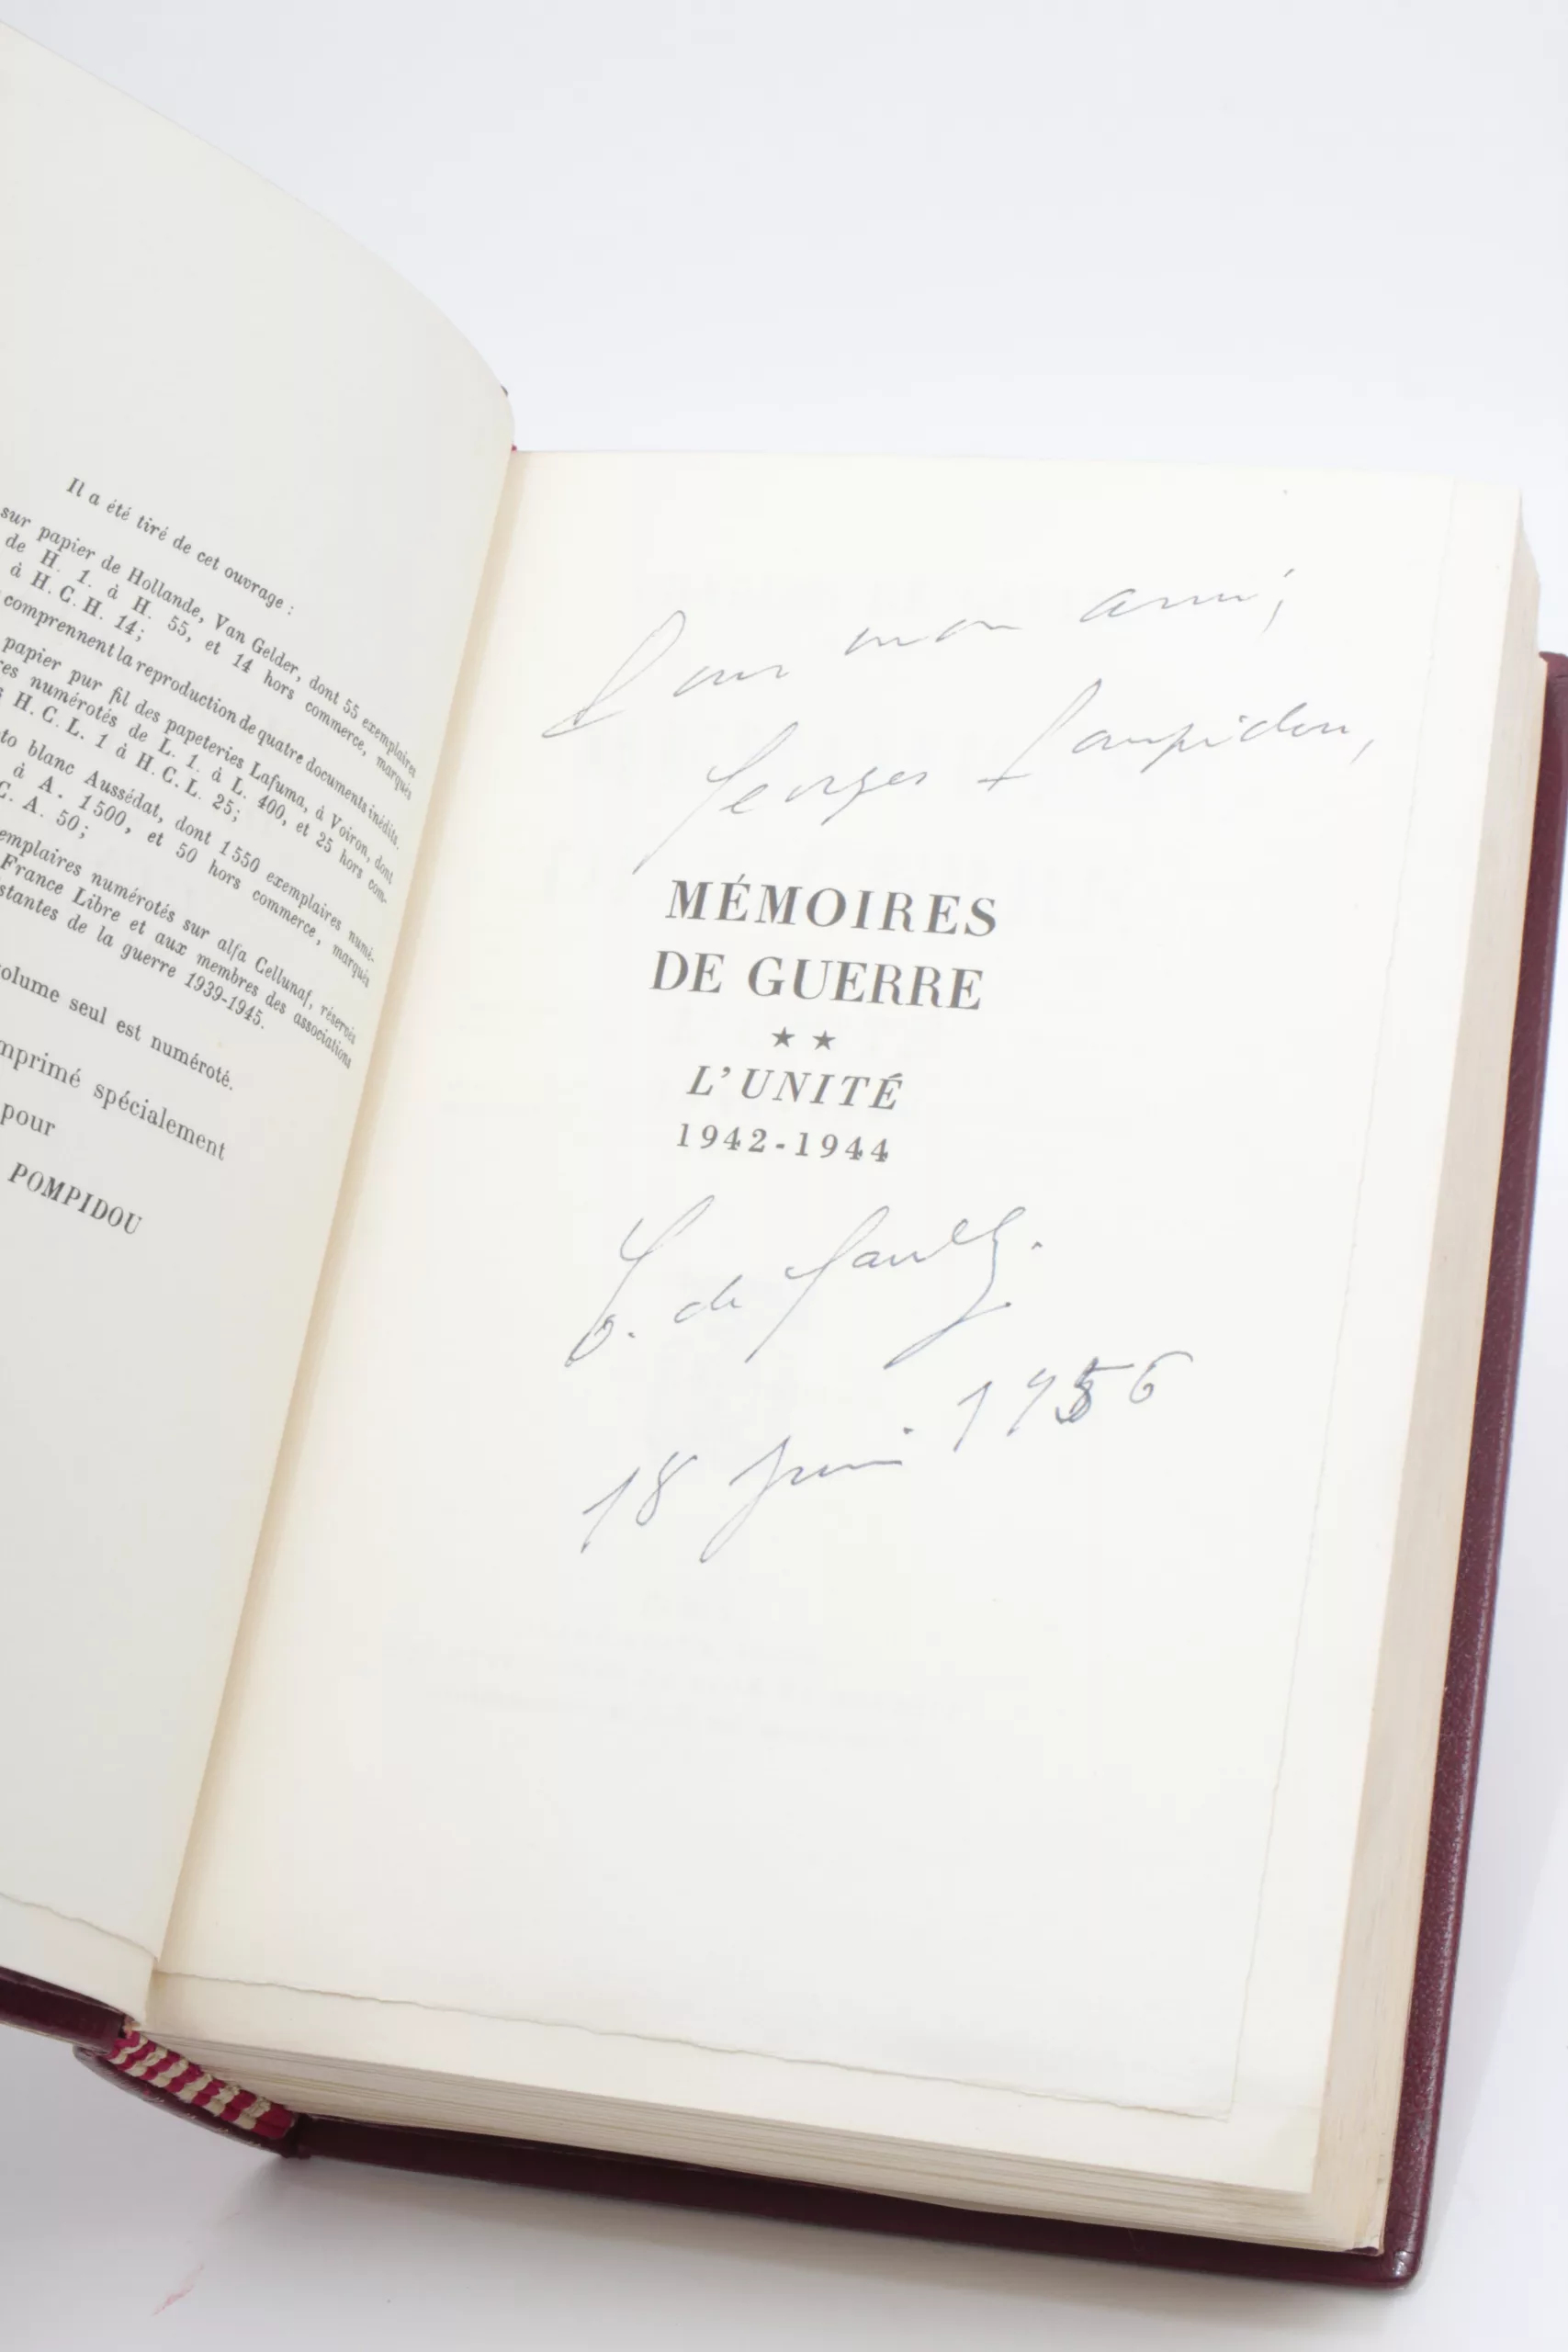 Il a été tiré de cet ouvrage :
sur papier de Hollande, Van Gelder, dont 55 exemplaires
de H. 1. à H. 55, et 14 hors commerce, marqués
à H. C. H. 14;
comprennent la reproduction de quatre documents inédits.
papier pur fil des papeteries Lafuma, à Voiron, dont
res numérotés de L. 1. à L. 400, et 25 hors com-
H. C. L. 1 à H. C. L. 25;
to blanc Aussédat, dont 1550 exemplaires numé-
à A. 1500, et 50 hors commerce, marqués
C. A. 50;
emplaires numérotés sur alfa Cellunaf, réservés
France Libre et aux membres des associations
stantes de la guerre 1939-1945.
olume seul est numéroté.
mprimé spécialement
pour
POMPIDOU
Pour mon ami,
Georges Pompidou,
MÉMOIRES
DE GUERRE
★ ★
L'UNITÉ
1942-1944
C. de Gaulle.
18 Juin 1956